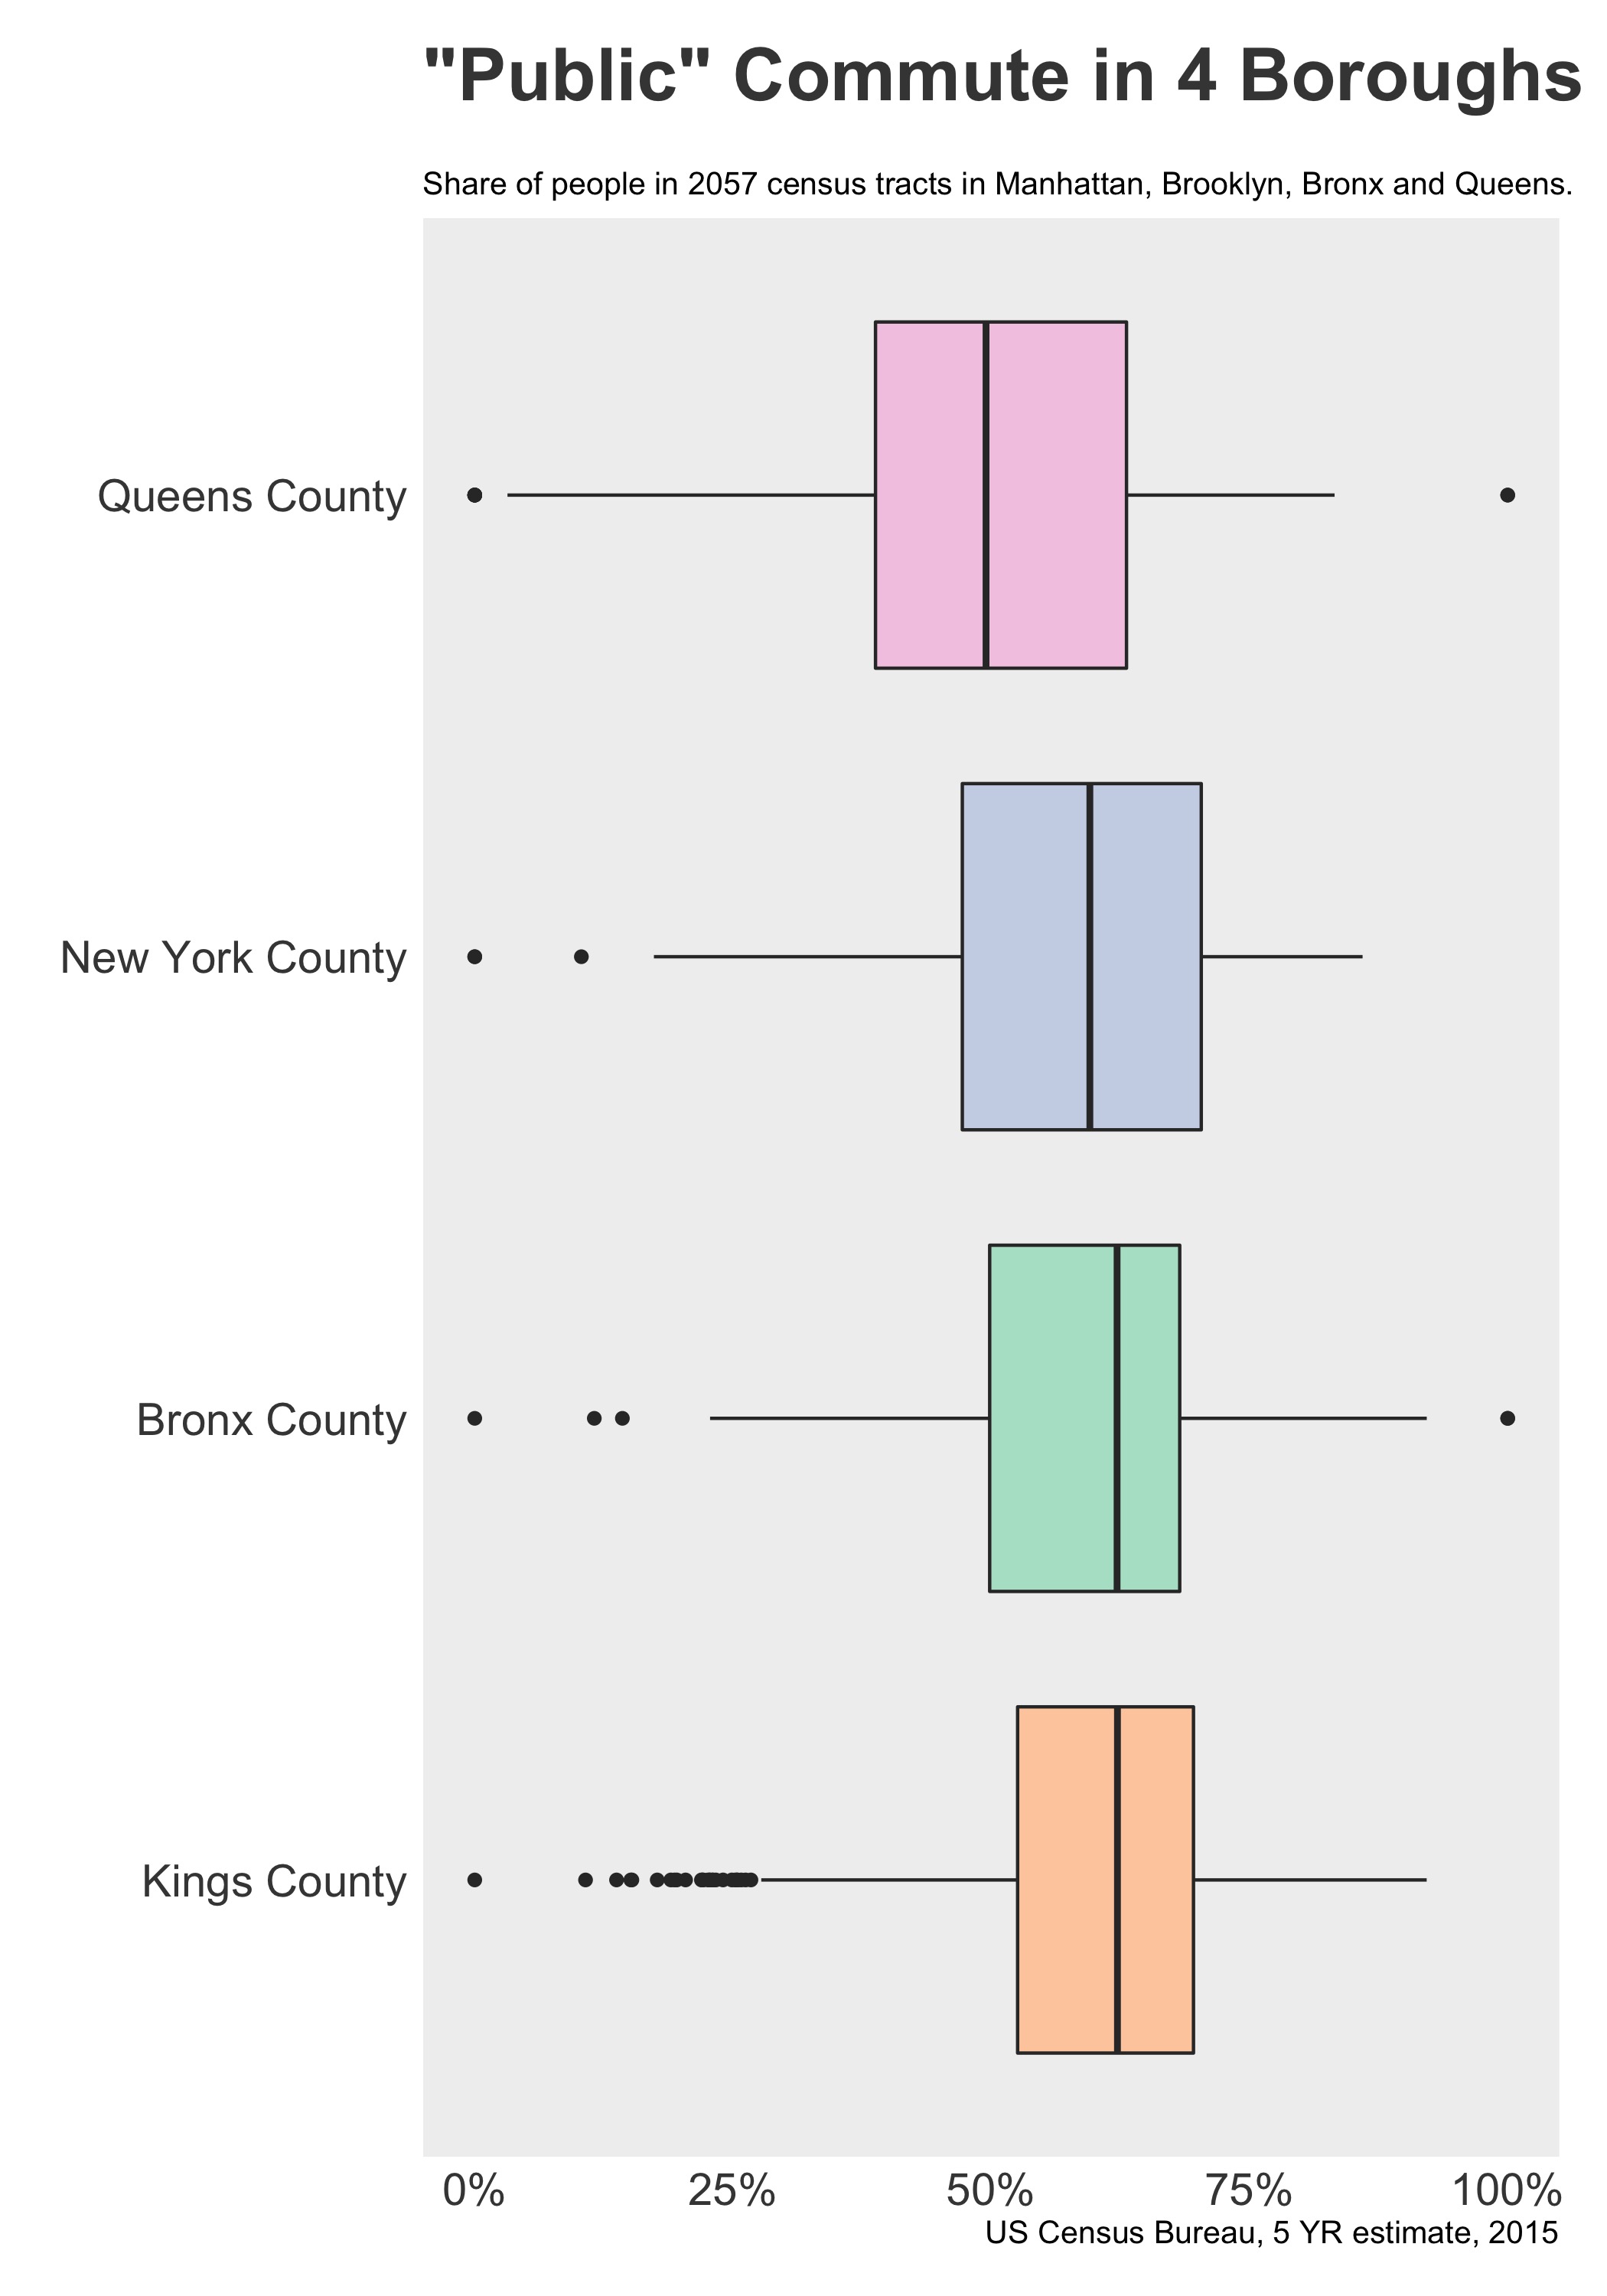 "Public" Commute in 4 Boroughs
Share of people in 2057 census tracts in Manhattan, Brooklyn, Bronx and Queens.
Queens County
New York County
Bronx County
Kings County
0% 25% 50% 75% 100%
US Census Bureau, 5 YR estimate, 2015